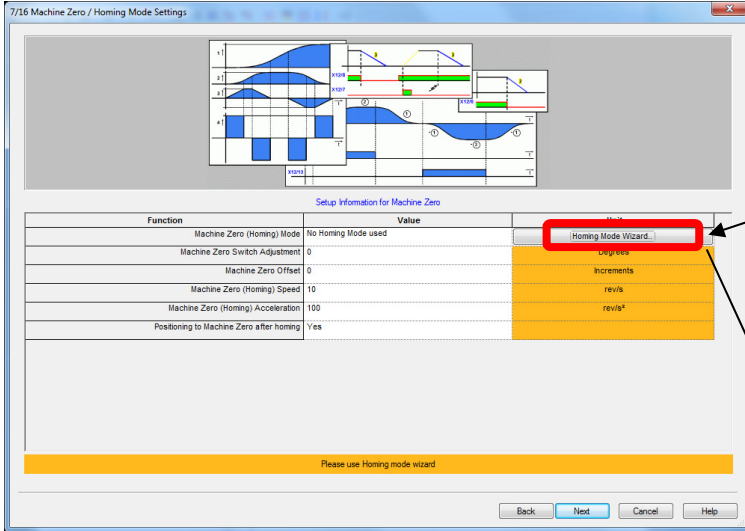 7/16 Machine Zero / Homing Mode Settings
X12/8
X12/7
X12/8
X12/13
Setup Information for Machine Zero
Function Value
Machine Zero (Homing) Mode No Homing Mode used Homing Mode Wizard..
Machine Zero Switch Adjustment 0 Degrees
Machine Zero Offset 0 Increments
Machine Zero (Homing) Speed 10 rev/s
Machine Zero (Homing) Acceleration 100 rev/s²
Positioning to Machine Zero after homing Yes
Please use Homing mode wizard
Back Next Cancel Help